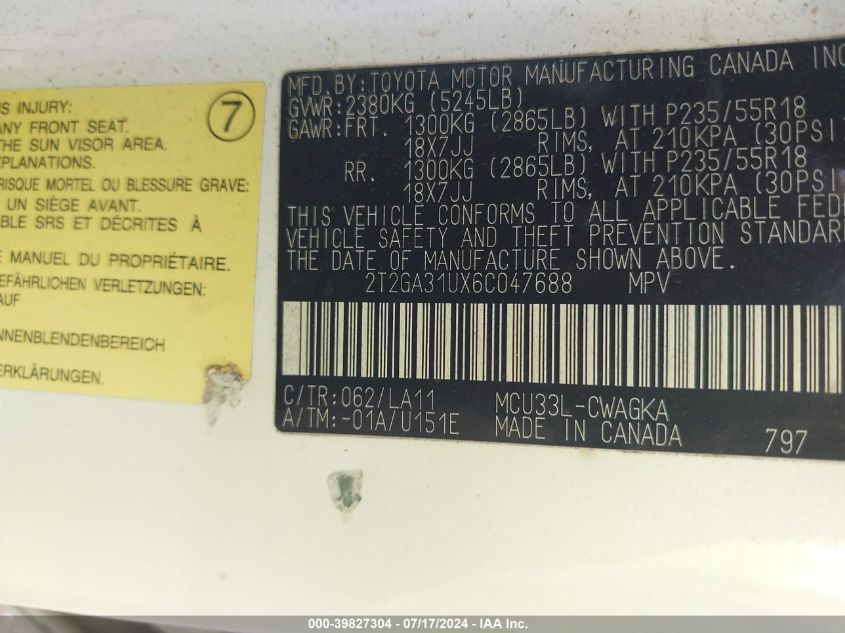 US INJURY:
ANY FRONT SEAT.
THE SUN VISOR AREA.
EXPLANATIONS.
RISQUE MORTEL OU BLESSURE GRAVE:
UN SIÈGE AVANT.
BLE SRS ET DÉCRITES À
E MANUEL DU PROPRIÉTAIRE.
EFÄHRLICHEN VERLETZUNGEN:
AUF
NNENBLENDENBEREICH
ERKLÄRUNGEN.
7
MFD. BY: TOYOTA MOTOR MANUFACTURING CANADA INC
GVWR: 2380KG (5245LB)
GAWR: FRT. 1300KG (2865LB) WITH P235/55R18
18X7JJ RIMS, AT 210KPA (30PSI)
RR. 1300KG (2865LB) WITH P235/55R18
18X7JJ RIMS, AT 210KPA (30PSI
THIS VEHICLE CONFORMS TO ALL APPLICABLE FEDE
VEHICLE SAFETY AND THEFT PREVENTION STANDAR
THE DATE OF MANUFACTURE SHOWN ABOVE.
2T2GA31UX6C047688 MPV
C/TR: 062/LA11 MCU33L-CWAGKA
A/TM: -01A/U151E MADE IN CANADA 797
000-39827304 - 07/17/2024 - IAA Inc.